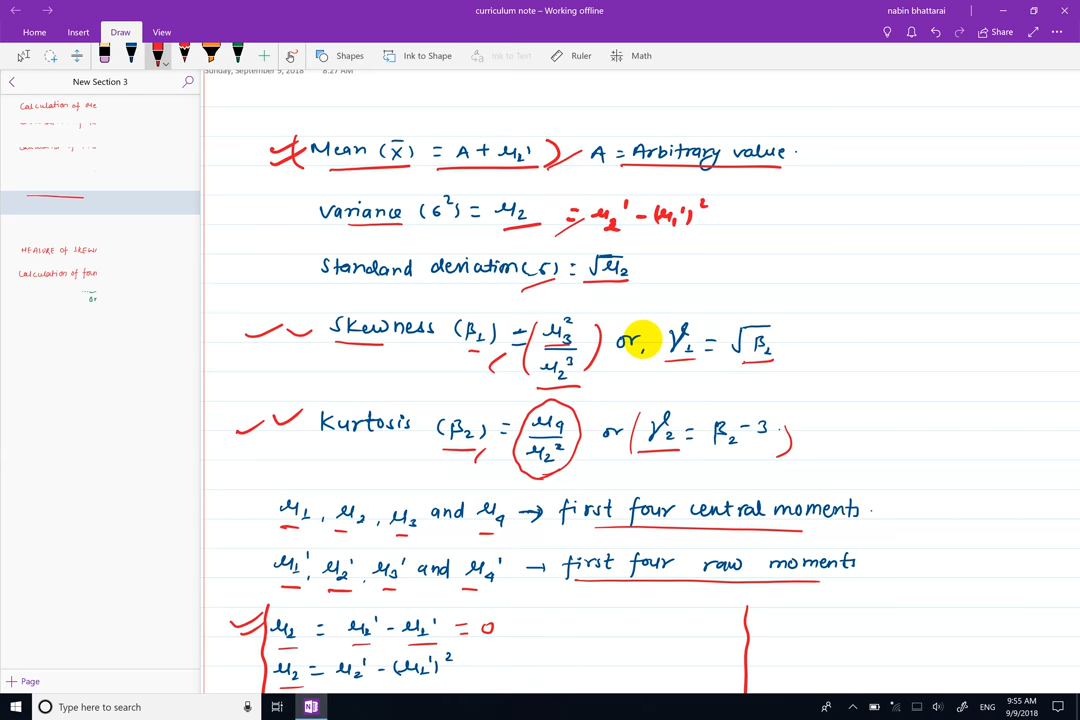 curriculum note – Working offline
nabin bhattarai
Home Insert Draw View
Share
Shapes Ink to Shape Ink to Text Ruler Math
New Section 3
Sunday, September 9, 2018 8:27 AM
Calculation of Me
MEASURE of SKEW
Calculation of four
Mean (x̄) = A + μ₁' A = Arbitrary value.
Variance (σ²) = μ₂ = μ₂' - (μ₁')²
Standard deviation (σ) = √μ₂
Skewness (β₁) = (μ₃²/μ₂³) or, γ₁ = √β₁
Kurtosis (β₂) = μ₄/μ₂² or (γ₂ = β₂ - 3.)
μ₁, μ₂, μ₃ and μ₄ → first four central moments.
μ₁', μ₂', μ₃' and μ₄' → first four raw moments
μ₁ = μ₁' - μ₁' = 0
μ₂ = μ₂' - (μ₁')²
+ Page
Type here to search
ENG
9:55 AM
9/9/2018